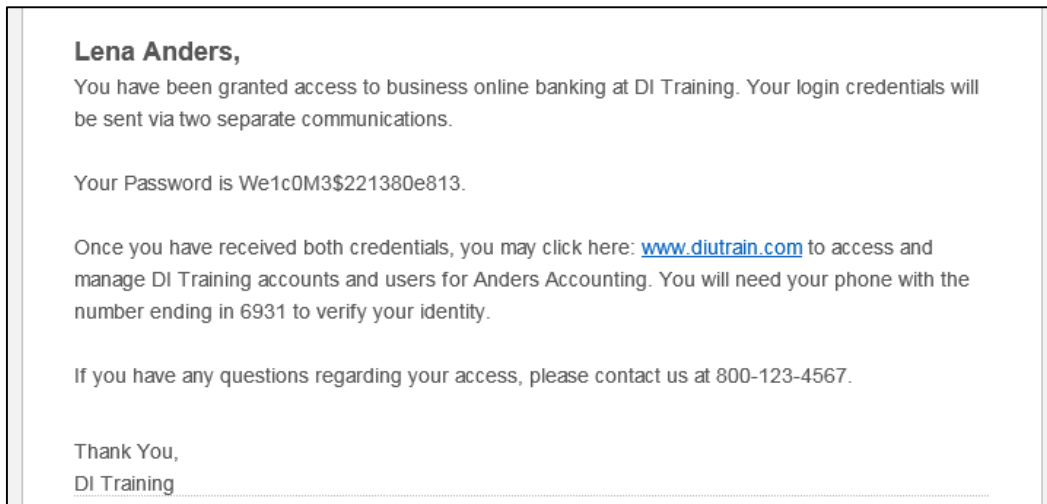 Lena Anders,
You have been granted access to business online banking at DI Training. Your login credentials will
be sent via two separate communications.
Your Password is We1c0M3$221380e813.
Once you have received both credentials, you may click here: www.diutrain.com to access and
manage DI Training accounts and users for Anders Accounting. You will need your phone with the
number ending in 6931 to verify your identity.
If you have any questions regarding your access, please contact us at 800-123-4567.
Thank You,
DI Training